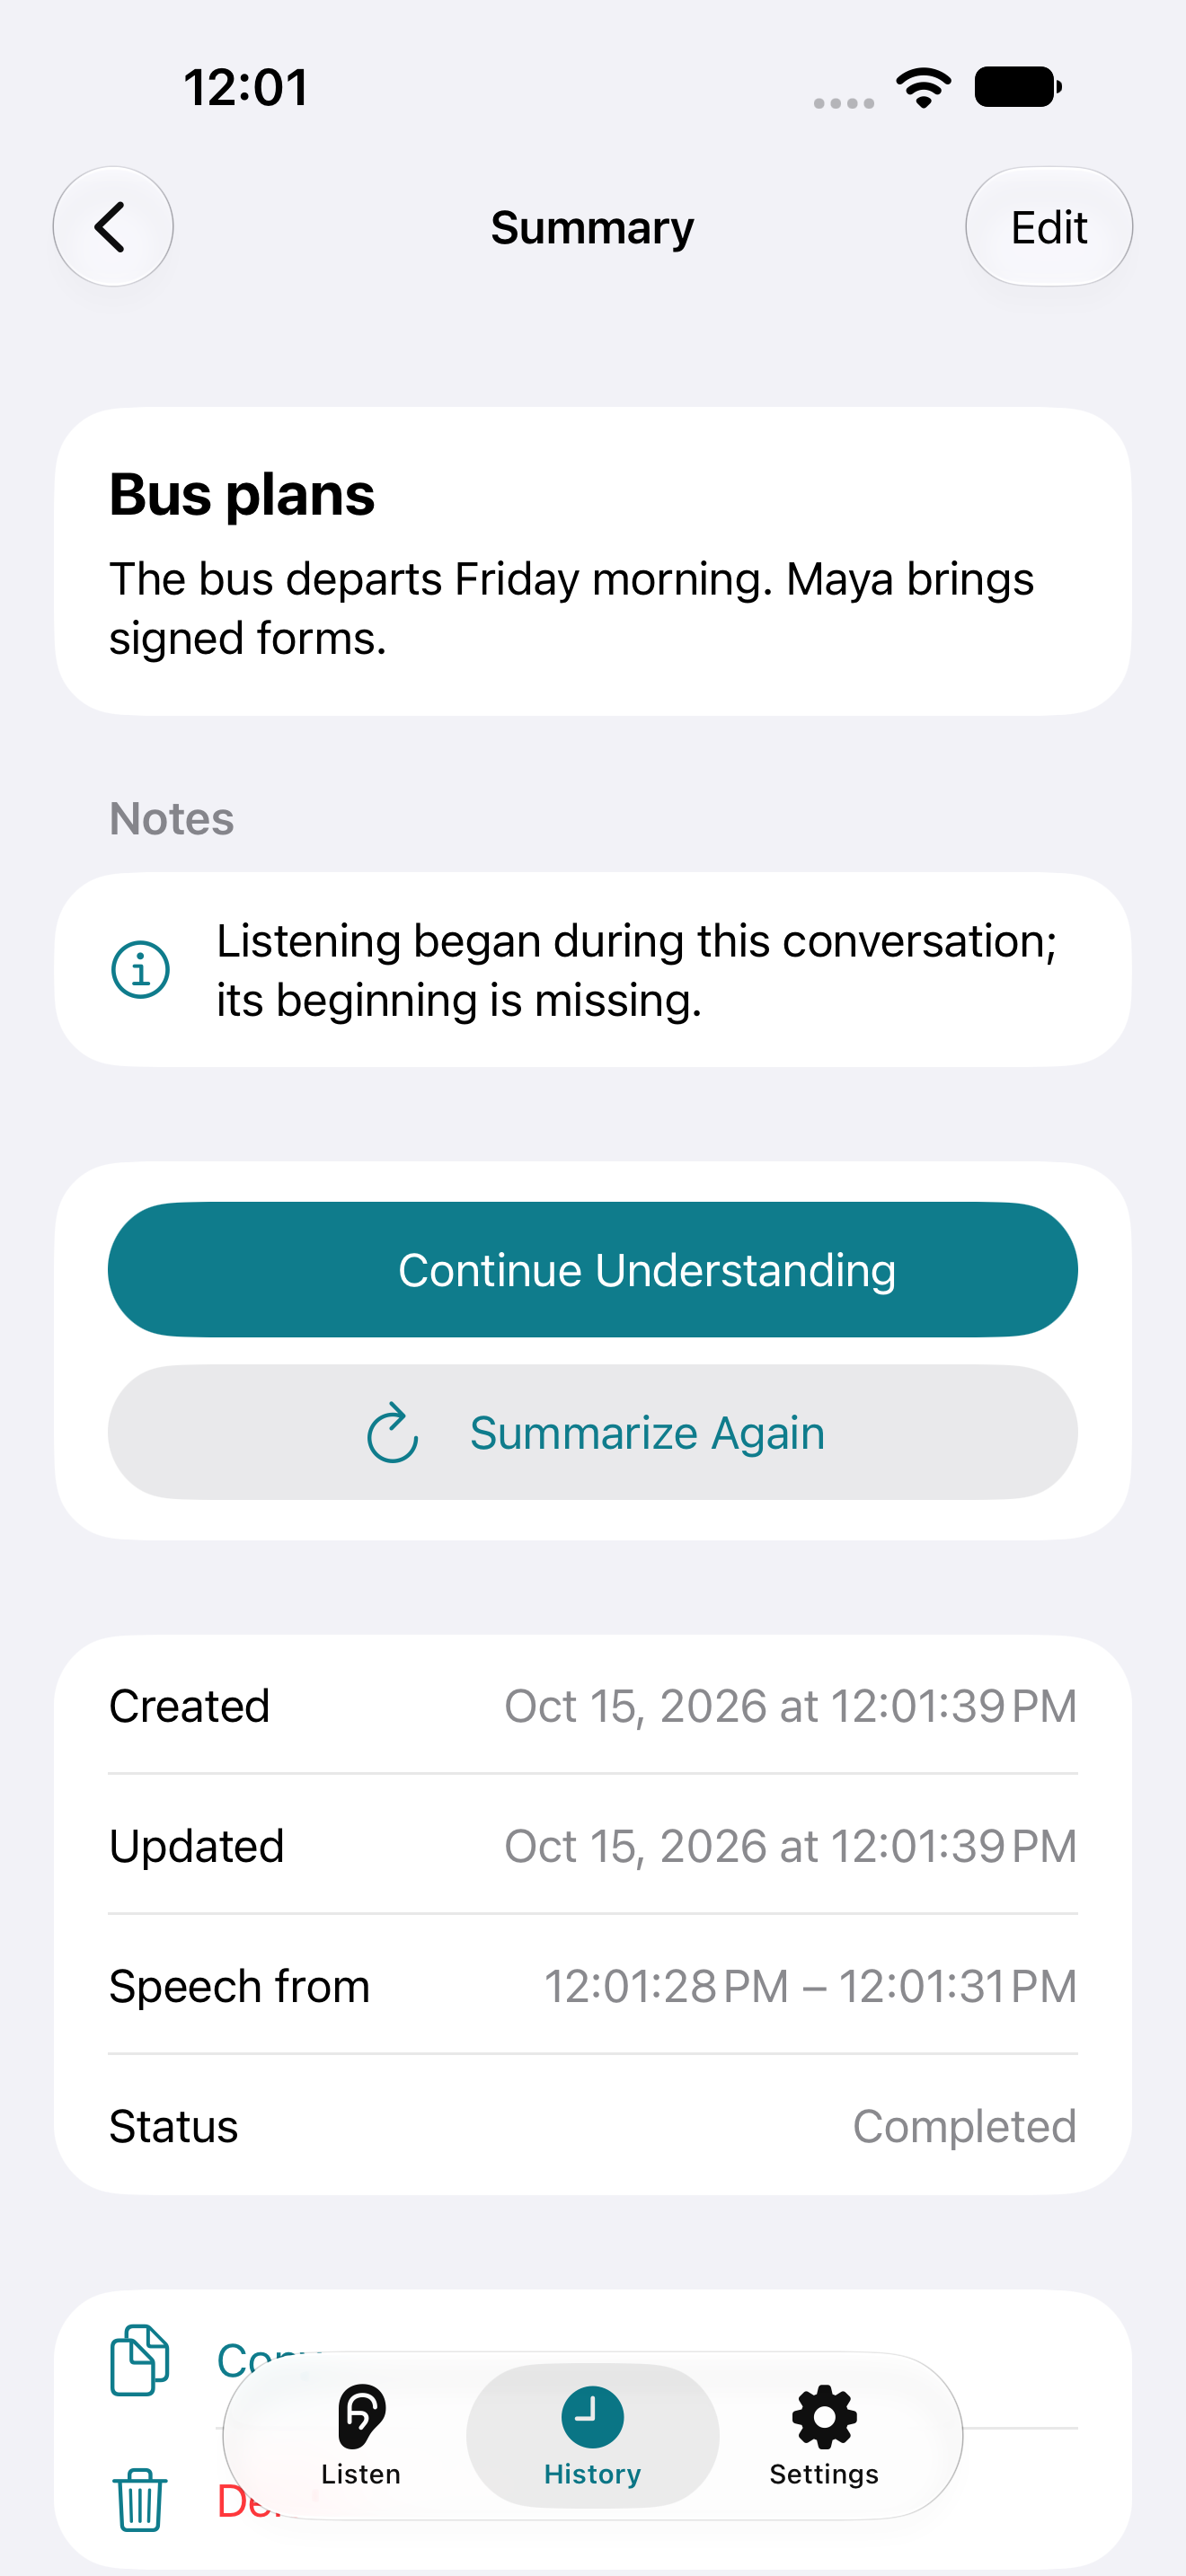 12:01
Summary
Edit
Bus plans
The bus departs Friday morning. Maya brings
signed forms.
Notes
Listening began during this conversation;
its beginning is missing.
Continue Understanding
Summarize Again
Created
Oct 15, 2026 at 12:01:39 PM
Updated
Oct 15, 2026 at 12:01:39 PM
Speech from
12:01:28 PM – 12:01:31 PM
Status
Completed
Listen
History
Settings